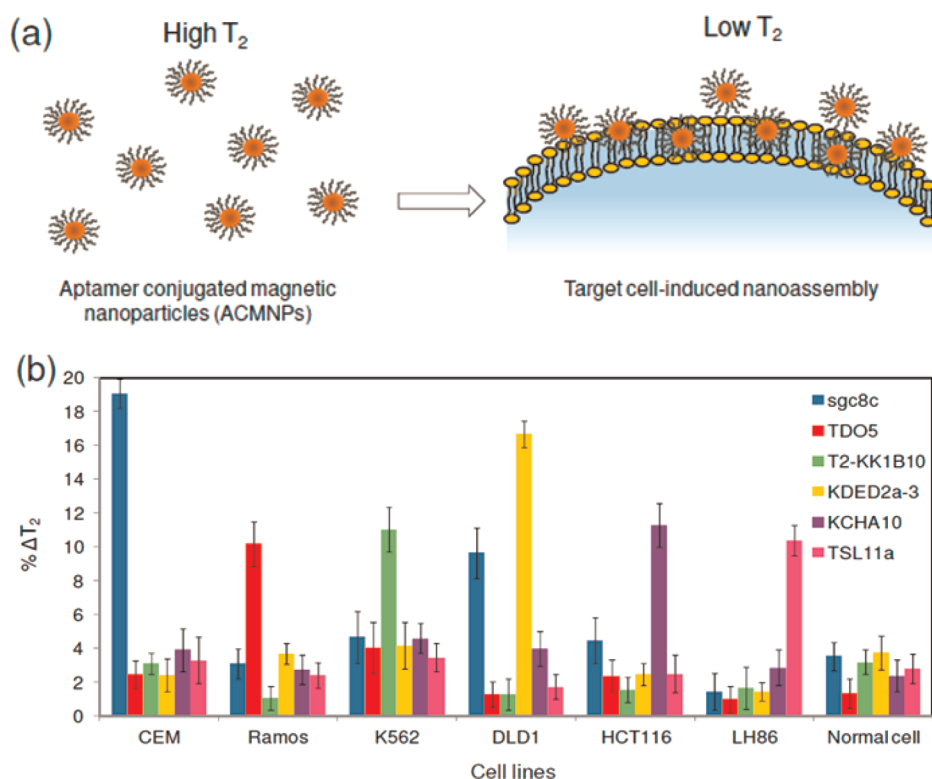 (a)
High T2
Low T2
Aptamer conjugated magnetic
nanoparticles (ACMNPs)
Target cell-induced nanoassembly
(b)
20
18
16
14
12
10
8
6
4
2
0
% ΔT2
sgc8c
TDO5
T2-KK1B10
KDED2a-3
KCHA10
TSL11a
CEM
Ramos
K562
DLD1
HCT116
LH86
Normal cell
Cell lines